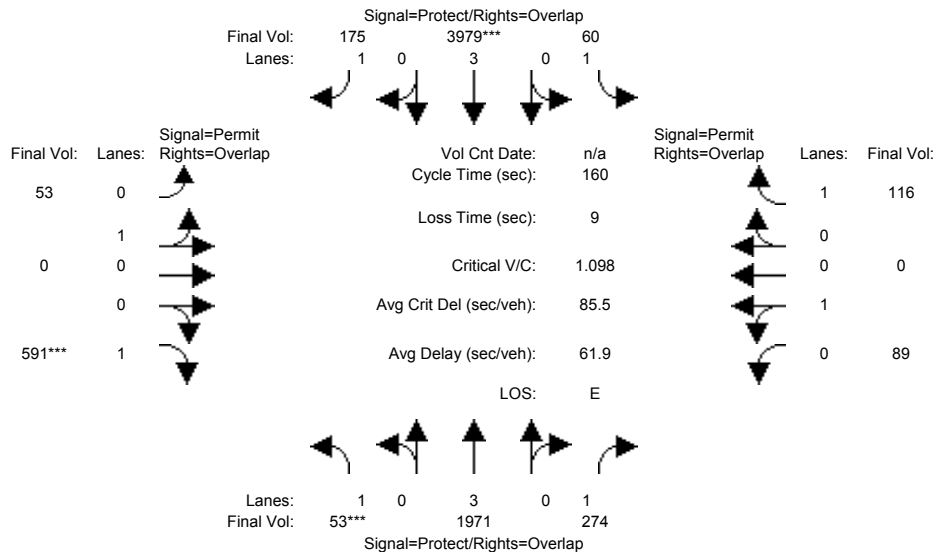 Signal=Protect/Rights=Overlap
Final Vol: 175 3979*** 60
Lanes: 1 0 3 0 1
Signal=Permit Signal=Permit
Final Vol: Lanes: Rights=Overlap Vol Cnt Date: n/a Rights=Overlap Lanes: Final Vol:
Cycle Time (sec): 160
53 0 1 116
Loss Time (sec): 9
1 0
0 0 Critical V/C: 1.098 0 0
0 Avg Crit Del (sec/veh): 85.5 1
591*** 1 Avg Delay (sec/veh): 61.9 0 89
LOS: E
Lanes: 1 0 3 0 1
Final Vol: 53*** 1971 274
Signal=Protect/Rights=Overlap